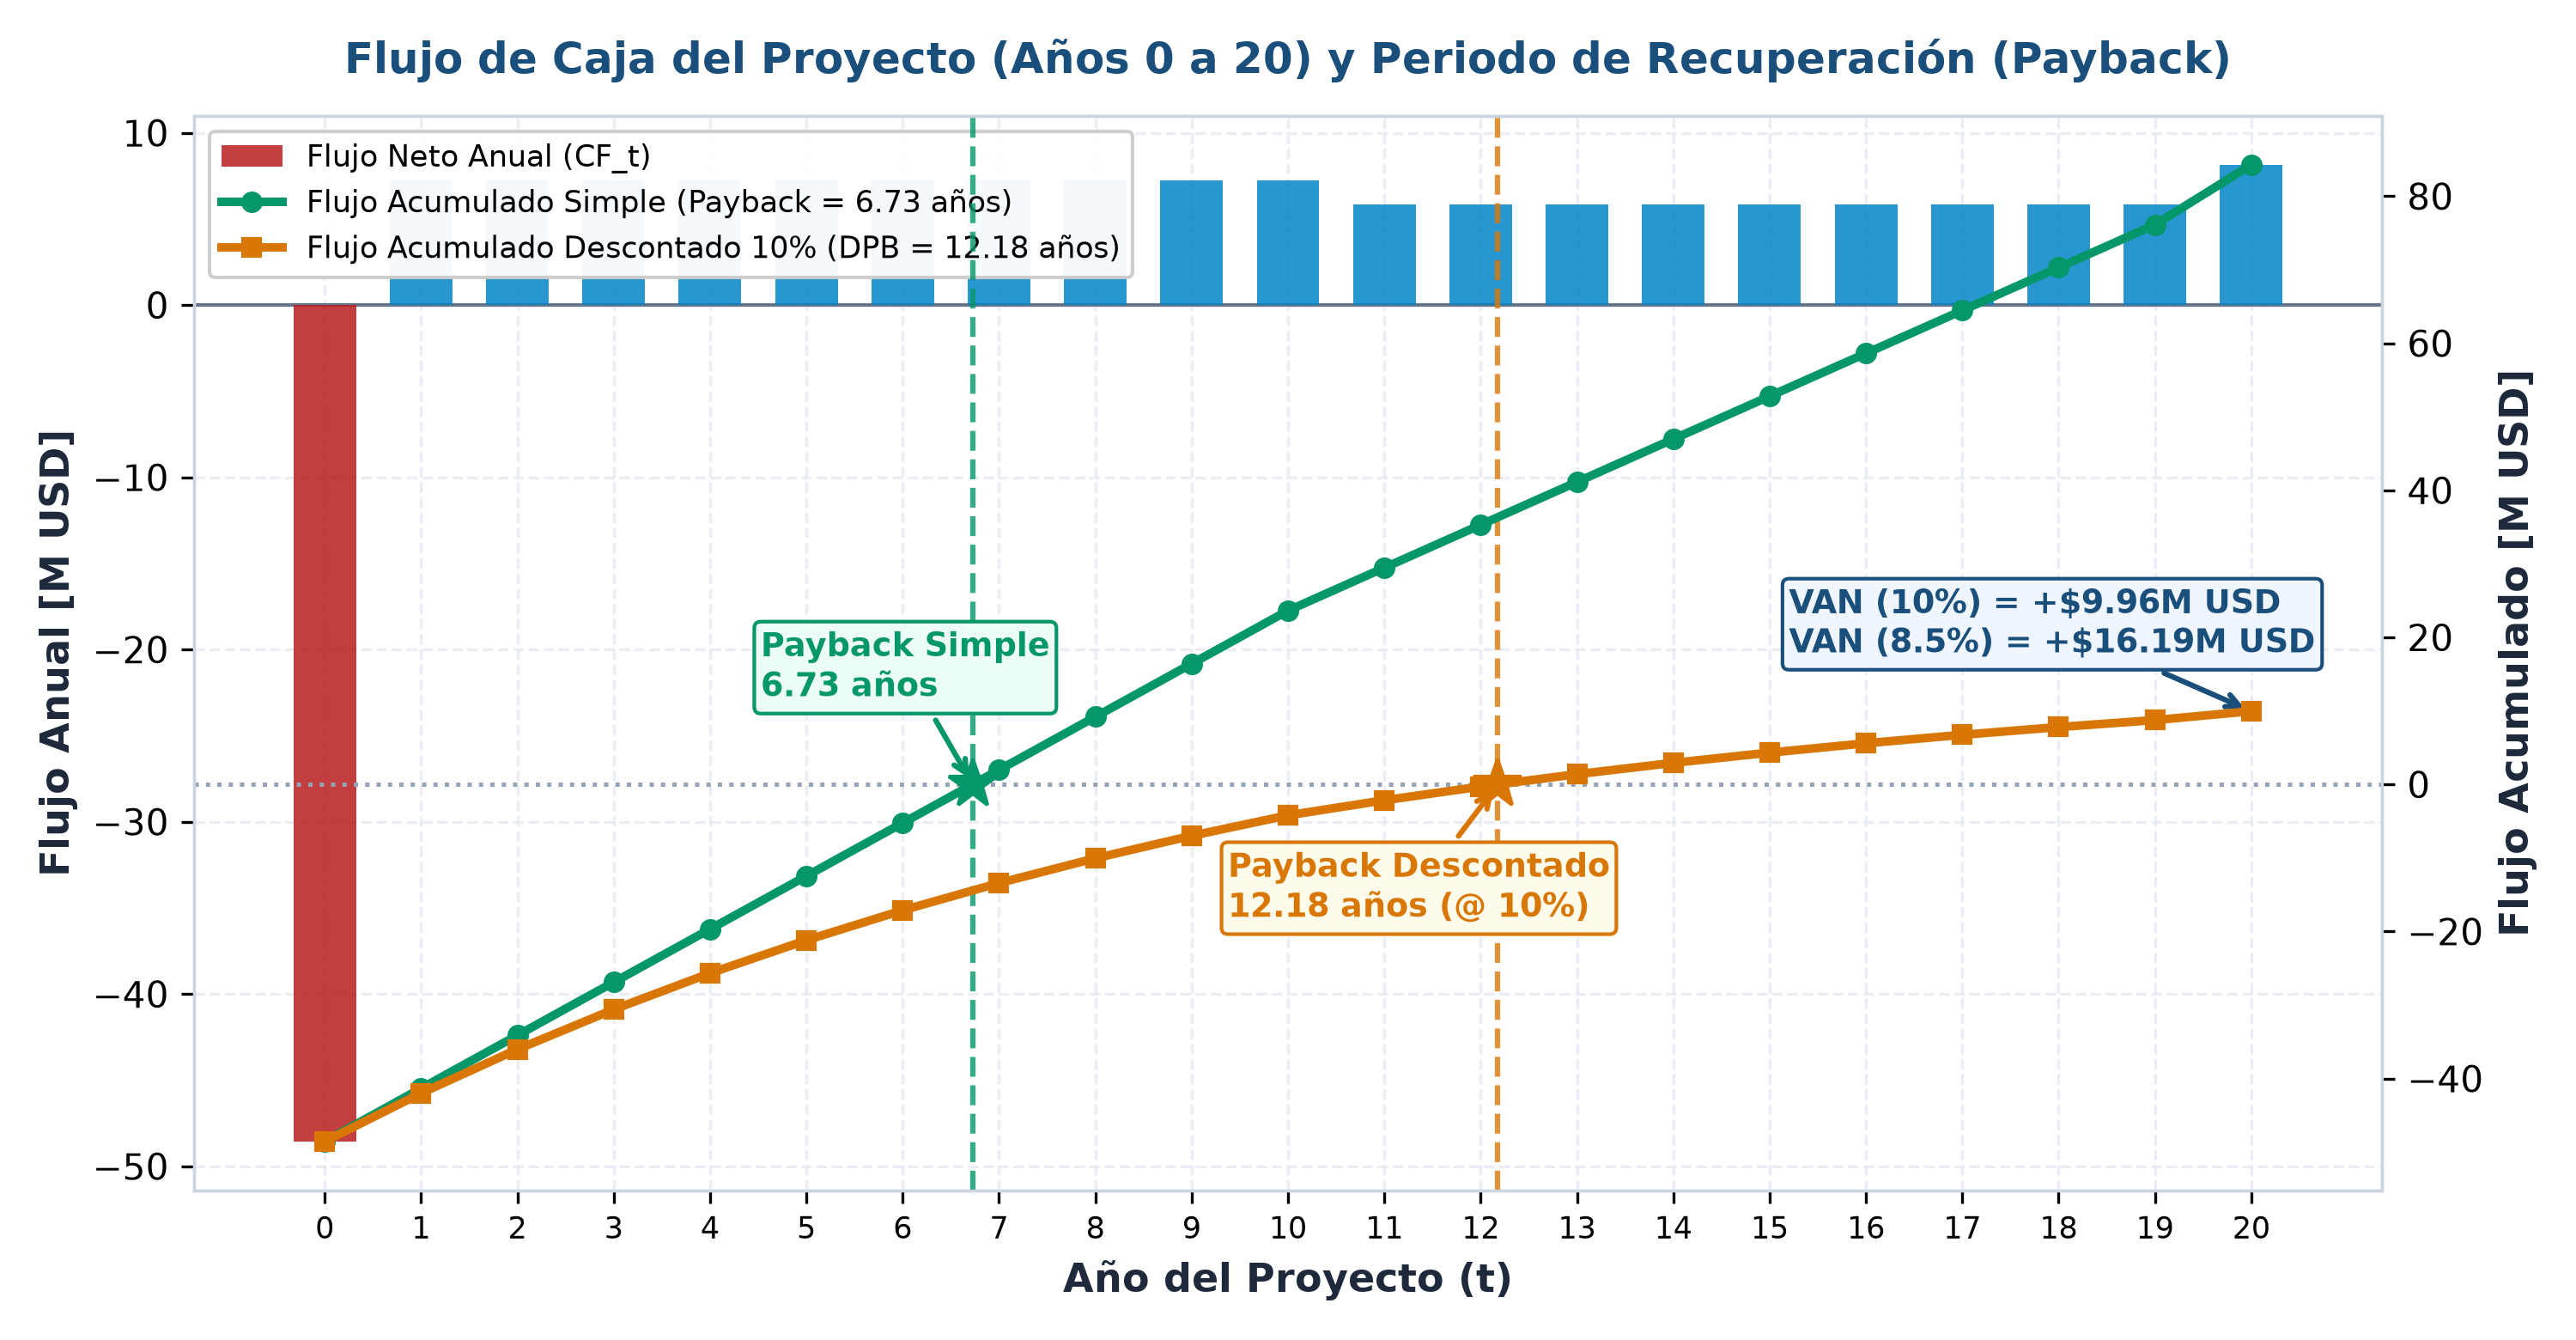 Flujo de Caja del Proyecto (Años 0 a 20) y Periodo de Recuperación (Payback)
Flujo Neto Anual (CF_t)
Flujo Acumulado Simple (Payback = 6.73 años)
Flujo Acumulado Descontado 10% (DPB = 12.18 años)
Flujo Anual [M USD]
10
0
−10
−20
−30
−40
−50
Payback Simple
6.73 años
VAN (10%) = +$9.96M USD
VAN (8.5%) = +$16.19M USD
Payback Descontado
12.18 años (@ 10%)
80
60
40
20
0
−20
−40
Flujo Acumulado [M USD]
0 1 2 3 4 5 6 7 8 9 10 11 12 13 14 15 16 17 18 19 20
Año del Proyecto (t)